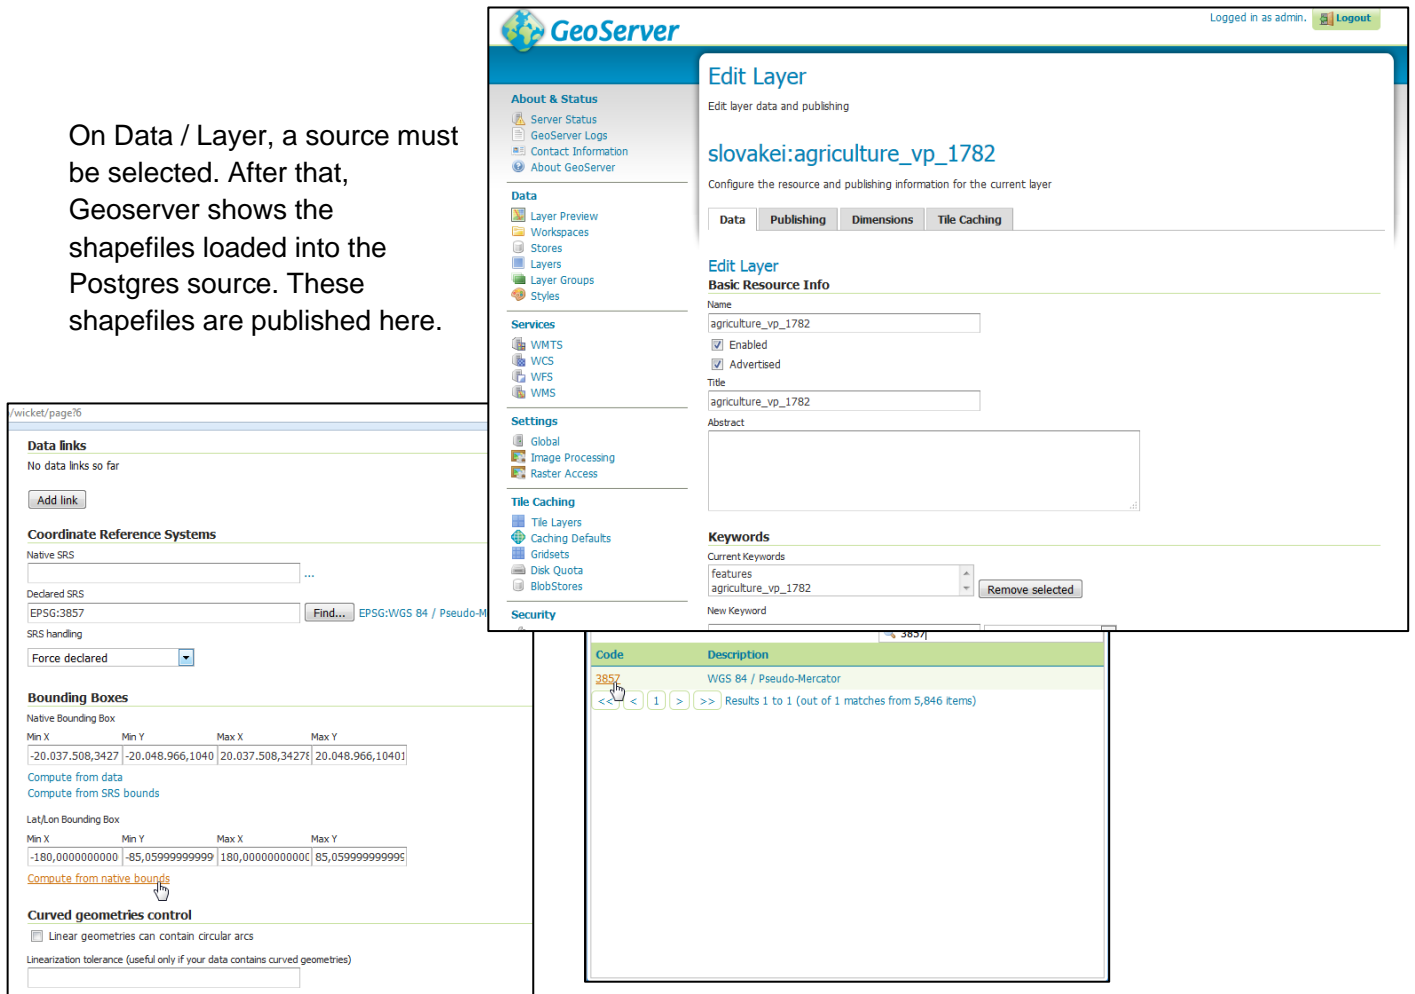 On Data / Layer, a source must
be selected. After that,
Geoserver shows the
shapefiles loaded into the
Postgres source. These
shapefiles are published here.
GeoServer
Logged in as admin.
Logout
About & Status
Server Status
GeoServer Logs
Contact Information
About GeoServer
Data
Layer Preview
Workspaces
Stores
Layers
Layer Groups
Styles
Services
WMTS
WCS
WFS
WMS
Settings
Global
Image Processing
Raster Access
Tile Caching
Tile Layers
Caching Defaults
Gridsets
Disk Quota
BlobStores
Security
Edit Layer
Edit layer data and publishing
slovakei:agriculture_vp_1782
Configure the resource and publishing information for the current layer
Data Publishing Dimensions Tile Caching
Edit Layer
Basic Resource Info
Name
agriculture_vp_1782
Enabled
Advertised
Title
agriculture_vp_1782
Abstract
Keywords
Current Keywords
features
agriculture_vp_1782
Remove selected
New Keyword
/wicket/page?6
Data links
No data links so far
Add link
Coordinate Reference Systems
Native SRS
...
Declared SRS
EPSG:3857 Find... EPSG:WGS 84 / Pseudo-M
SRS handling
Force declared
Bounding Boxes
Native Bounding Box
Min X Min Y Max X Max Y
-20.037.508,3427 -20.048.966,1040 20.037.508,34278 20.048.966,10401
Compute from data
Compute from SRS bounds
Lat/Lon Bounding Box
Min X Min Y Max X Max Y
-180,0000000000 -85,05999999999 180,0000000000 85,059999999999
Compute from native bounds
Curved geometries control
Linear geometries can contain circular arcs
Linearization tolerance (useful only if your data contains curved geometries)
3857
Code Description
3857 WGS 84 / Pseudo-Mercator
<< < 1 > >> Results 1 to 1 (out of 1 matches from 5,846 items)